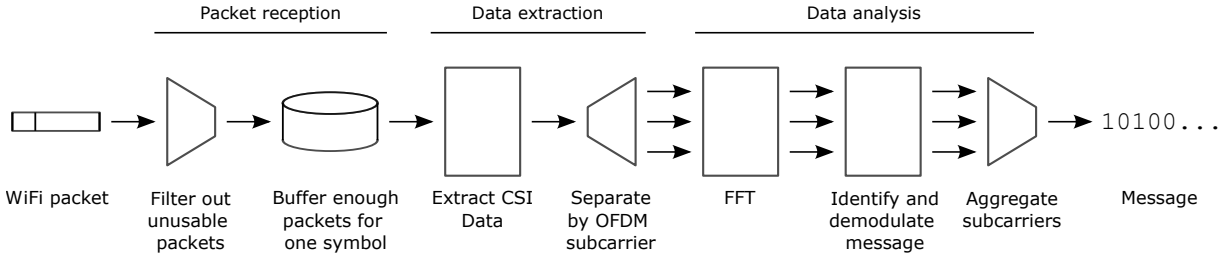 Packet reception
Data extraction
Data analysis
10100...
WiFi packet
Filter out
unusable
packets
Buffer enough
packets for
one symbol
Extract CSI
Data
Separate
by OFDM
subcarrier
FFT
Identify and
demodulate
message
Aggregate
subcarriers
Message